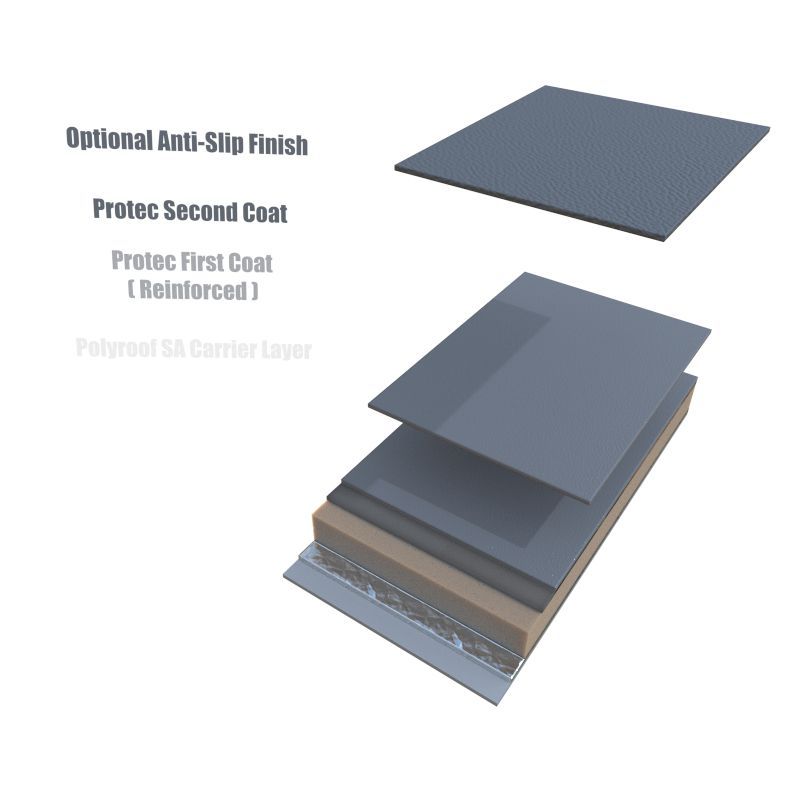 Optional Anti-Slip Finish
Protec Second Coat
Protec First Coat
( Reinforced )
Polyroof SA Carrier Layer